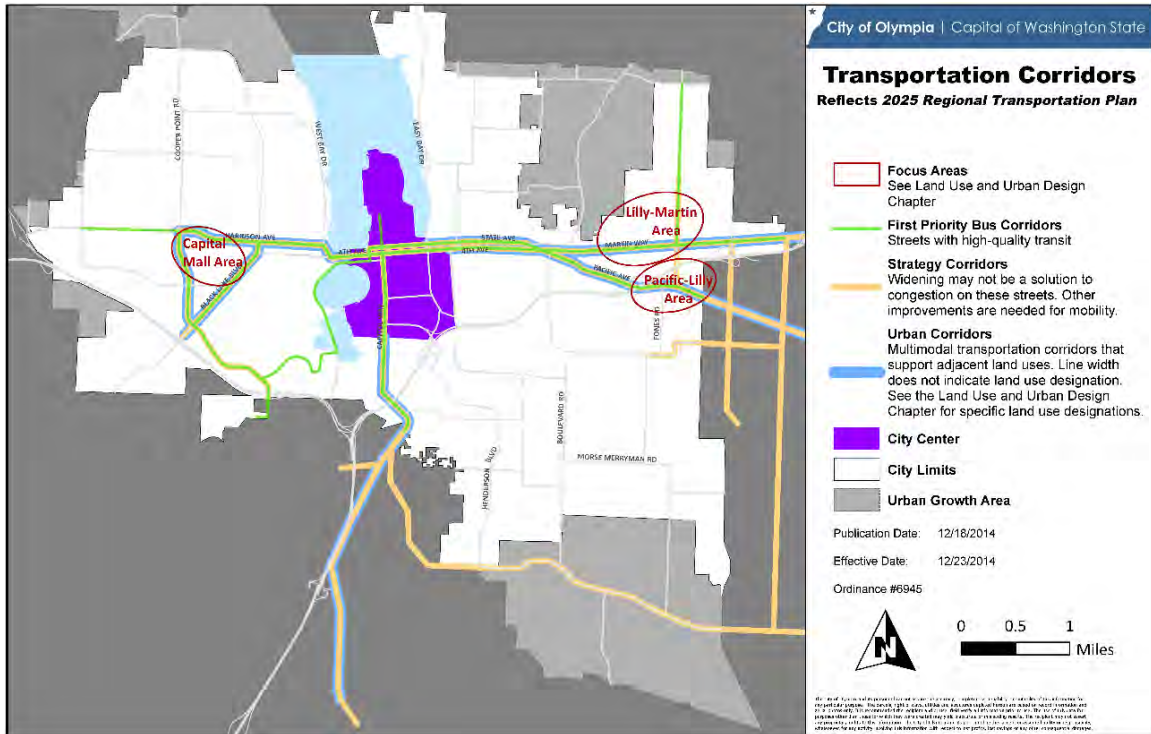 City of Olympia | Capital of Washington State
Transportation Corridors
Reflects 2025 Regional Transportation Plan
Focus Areas
See Land Use and Urban Design
Chapter
First Priority Bus Corridors
Streets with high-quality transit
Strategy Corridors
Widening may not be a solution to
congestion on these streets. Other
improvements are needed for mobility.
Urban Corridors
Multimodal transportation corridors that
support adjacent land uses. Line width
does not indicate land use designation.
See the Land Use and Urban Design
Chapter for specific land use designations.
City Center
City Limits
Urban Growth Area
Publication Date: 12/18/2014
Effective Date: 12/23/2014
Ordinance #6945
N
0 0.5 1
Miles
COOPER POINT RD
WEST BAY DR
EAST BAY DR
HARRISON AVE
Capital
Mall Area
BLACK LAKE BLVD
4TH AVE
STATE AVE
4TH AVE
Lilly-Martin
Area
MARTIN WAY
PACIFIC AVE
Pacific-Lilly
Area
FONES RD
BOULEVARD RD
HENDERSON BLVD
MORSE MERRYMAN RD